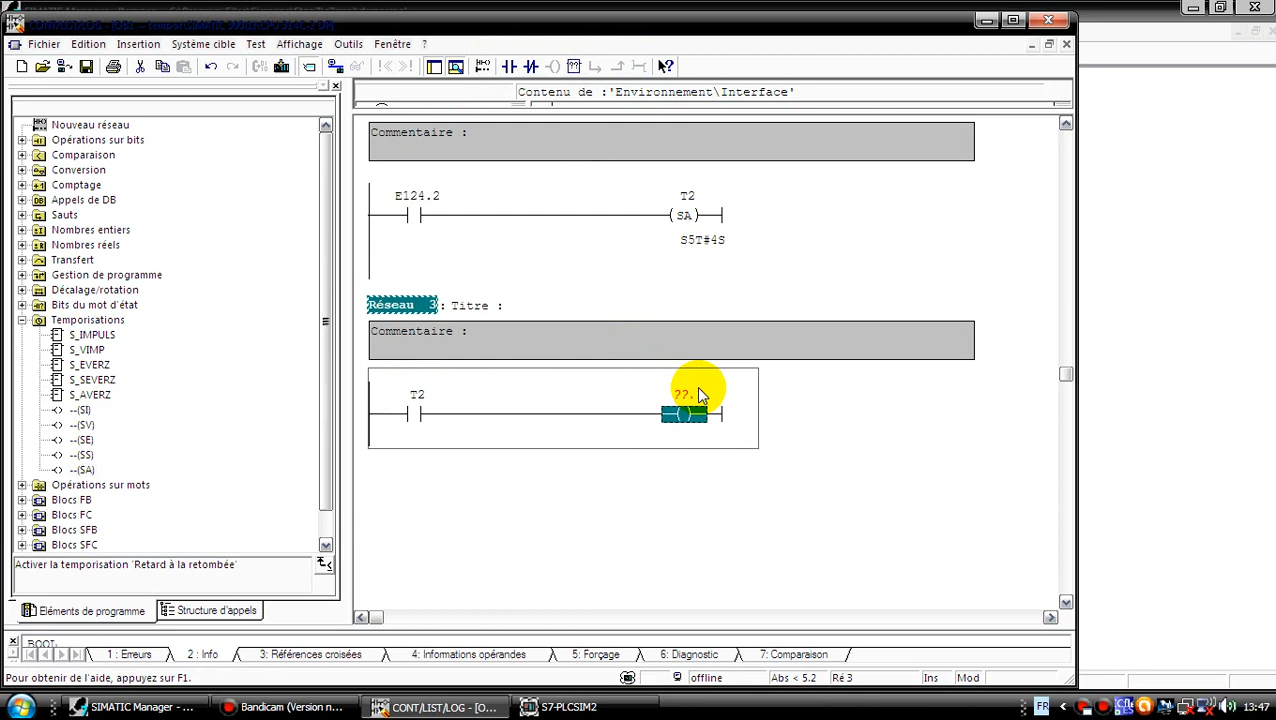 Fichier Edition Insertion Système cible Test Affichage Outils Fenêtre ?
Contenu de :'Environnement\Interface'
Nouveau réseau
Opérations sur bits
Comparaison
Conversion
Comptage
Appels de DB
Sauts
Nombres entiers
Nombres réels
Transfert
Gestion de programme
Décalage/rotation
Bits du mot d'état
Temporisations
S_IMPULS
S_VIMP
S_EVERZ
S_SEVERZ
S_AVERZ
--(SI)
--(SV)
--(SE)
--(SS)
--(SA)
Opérations sur mots
Blocs FB
Blocs FC
Blocs SFB
Blocs SFC
Activer la temporisation 'Retard à la retombée'
Eléments de programme Structure d'appels
Commentaire :
E124.2 T2
SA
S5T#4S
Réseau 3 : Titre :
Commentaire :
T2 ??.
BOOL
1 : Erreurs 2 : Info 3: Références croisées 4: Informations opérandes 5: Forçage 6: Diagnostic 7: Comparaison
Pour obtenir de l'aide, appuyez sur F1. offline Abs < 5.2 Ré 3 Ins Mod
SIMATIC Manager - ... Bandicam (Version n... CONT/LIST/LOG - [O... S7-PLCSIM2 FR 13:47